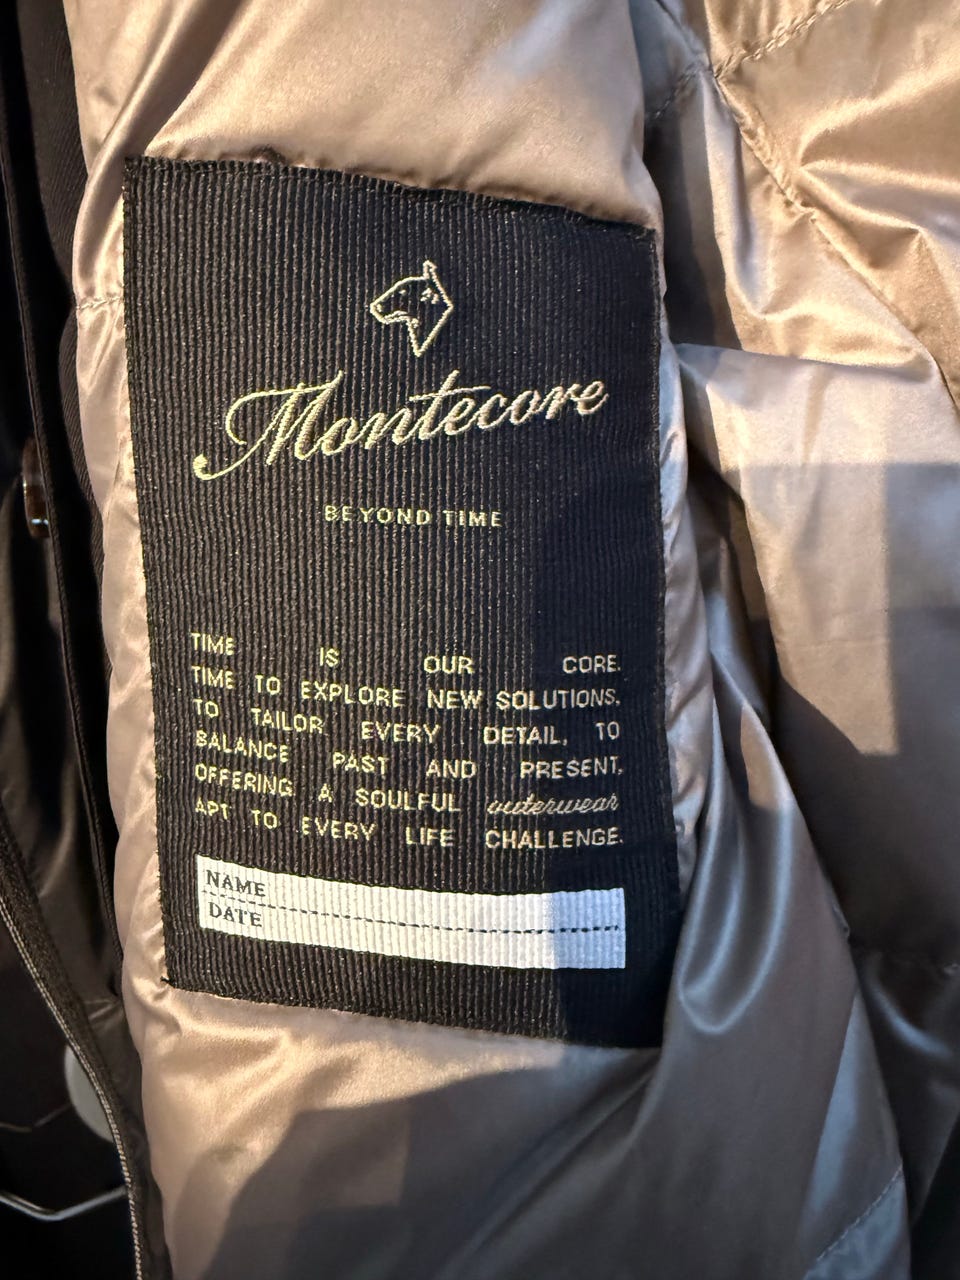 Montecore
BEYOND TIME
TIME IS OUR CORE.
TIME TO EXPLORE NEW SOLUTIONS,
TO TAILOR EVERY DETAIL, TO
BALANCE PAST AND PRESENT,
OFFERING A SOULFUL outerwear
APT TO EVERY LIFE CHALLENGE.
NAME
DATE